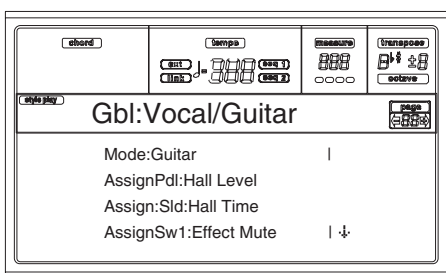 chord tempo measure transpose
ext seq 1
link seq 2
octave
style play
Gbl:Vocal/Guitar page
Mode:Guitar
AssignPdl:Hall Level
Assign:Sld:Hall Time
AssignSw1:Effect Mute